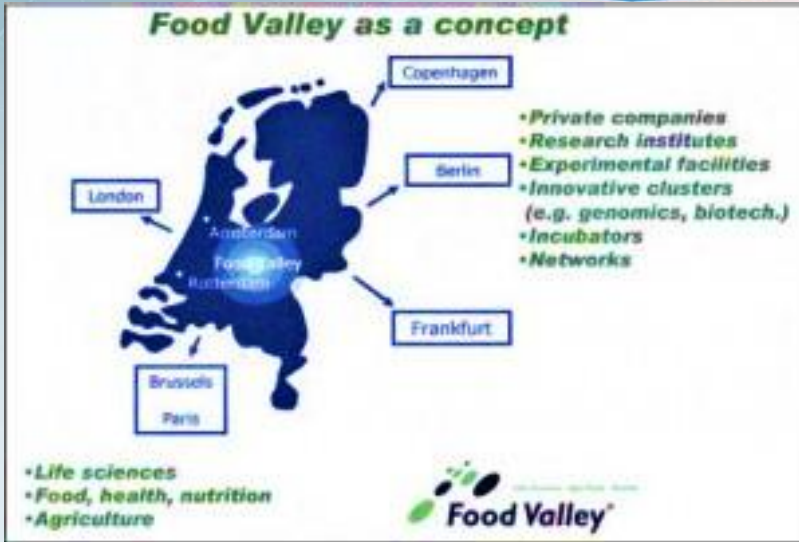 Food Valley as a concept
Copenhagen
•Private companies
•Research institutes
•Experimental facilities
•Innovative clusters
(e.g. genomics, biotech.)
•Incubators
•Networks
Berlin
London
Amsterdam
Food Valley
Rotterdam
Frankfurt
Brussels
Paris
•Life sciences
•Food, health, nutrition
•Agriculture
Food Valley